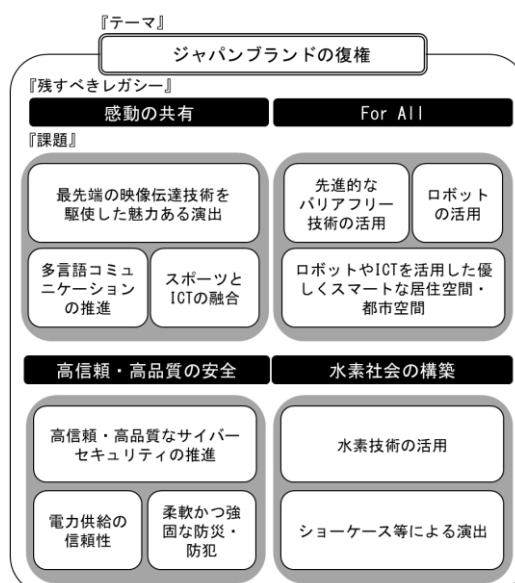 『テーマ』
ジャパンブランドの復権
『残すべきレガシー』
感動の共有
For All
『課題』
最先端の映像伝達技術を
駆使した魅力ある演出
多言語コミュ
ニケーション
の推進
スポーツと
ICTの融合
先進的な
バリアフリー
技術の活用
ロボット
の活用
ロボットやICTを活用した優
しくスマートな居住空間・
都市空間
高信頼・高品質の安全
水素社会の構築
高信頼・高品質なサイバー
セキュリティの推進
電力供給の
信頼性
柔軟かつ強
固な防災・
防犯
水素技術の活用
ショーケース等による演出